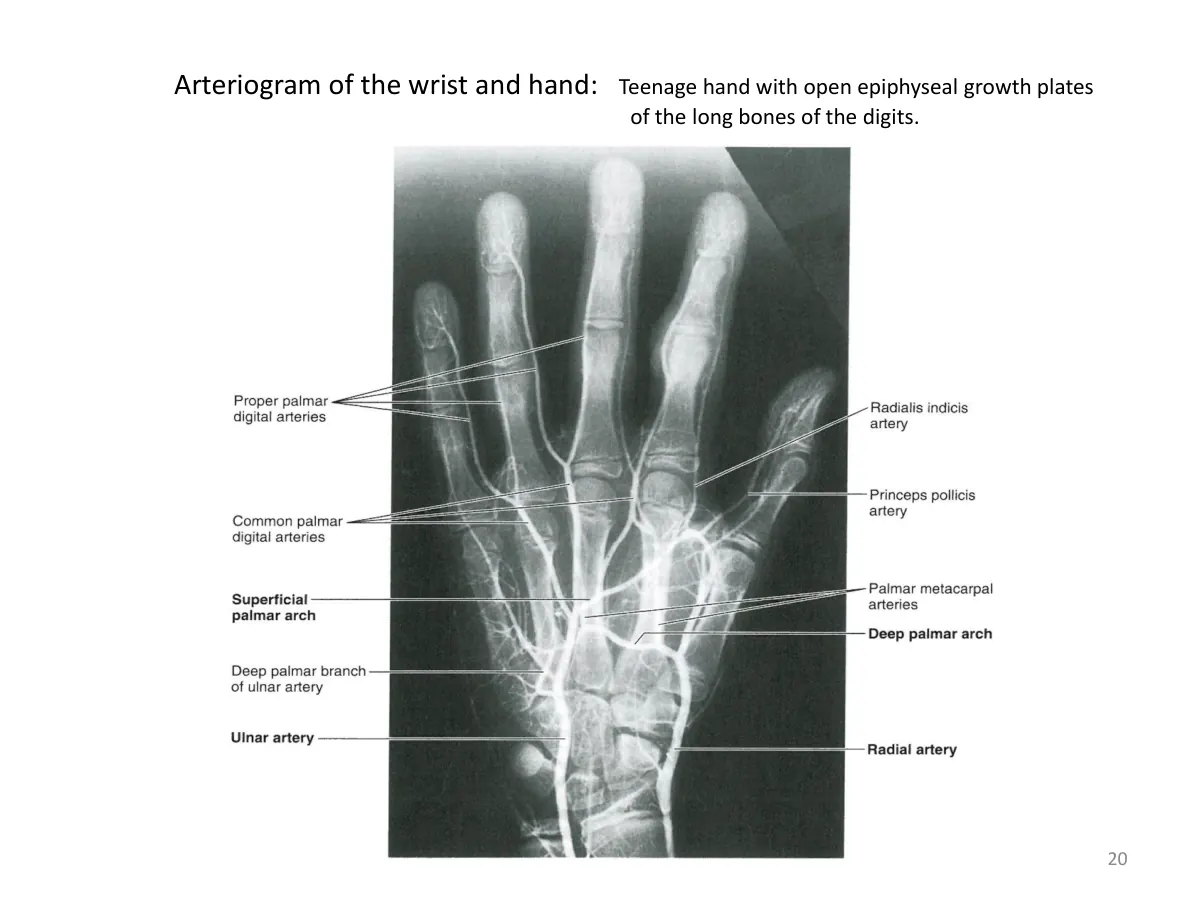 Arteriogram of the wrist and hand: Teenage hand with open epiphyseal growth plates
of the long bones of the digits.
Proper palmar
digital arteries
Common palmar
digital arteries
Superficial
palmar arch
Deep palmar branch
of ulnar artery
Ulnar artery
Radialis indicis
artery
Princeps pollicis
artery
Palmar metacarpal
arteries
Deep palmar arch
Radial artery
20